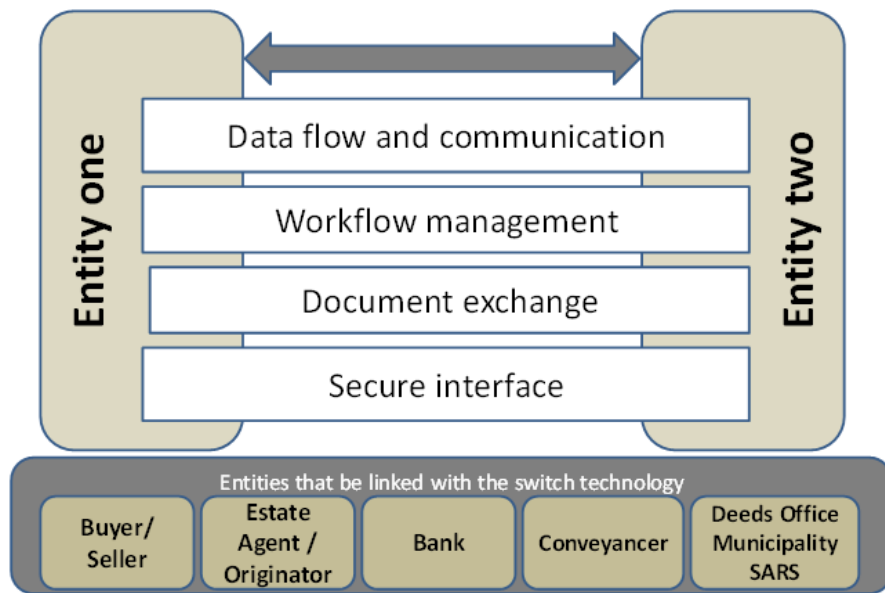 Entity one
Data flow and communication
Workflow management
Document exchange
Secure interface
Entity two
Entities that be linked with the switch technology
Buyer/
Seller
Estate
Agent /
Originator
Bank
Conveyancer
Deeds Office
Municipality
SARS